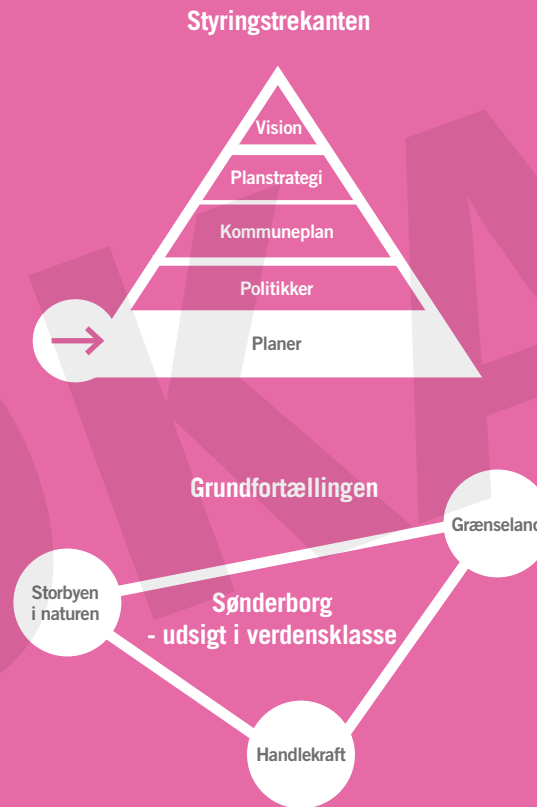 Styringstrekanten
Vision
Planstrategi
Kommuneplan
Politikker
Planer
Grundfortællingen
Grænseland
Storbyen
i naturen
Sønderborg
- udsigt i verdensklasse
Handlekraft